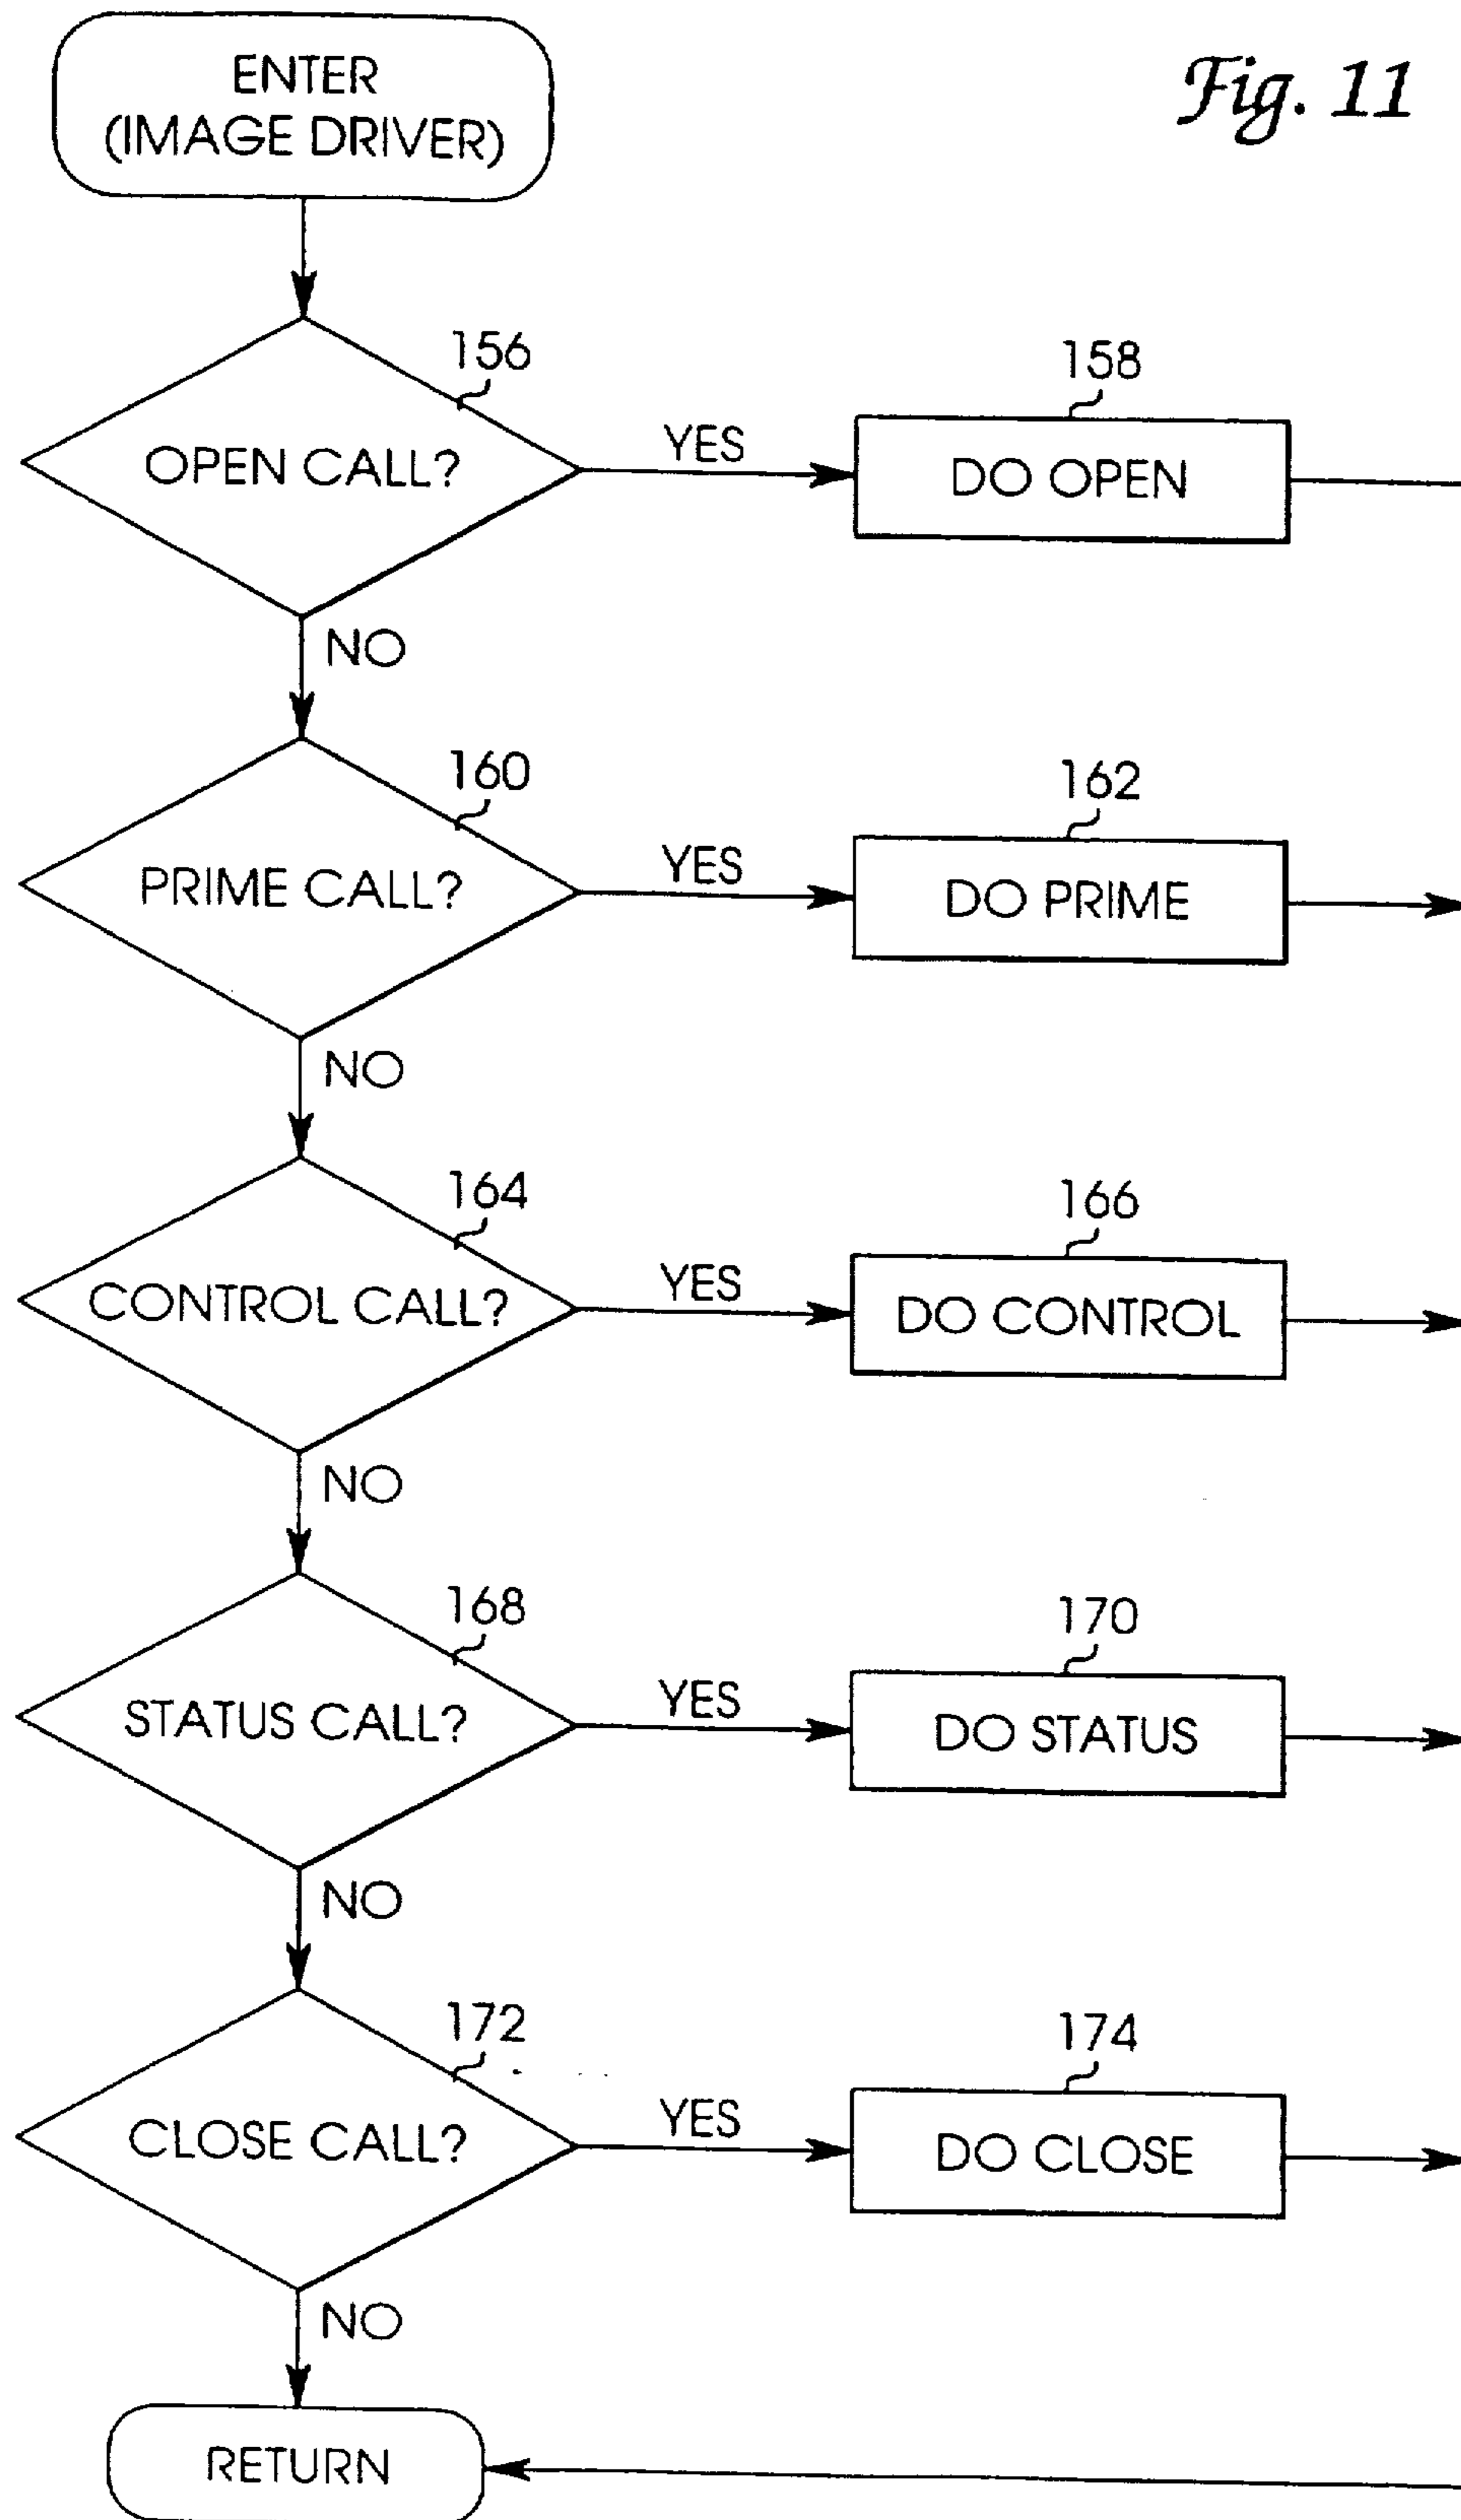 Fig. 11
ENTER
(IMAGE DRIVER)
156
OPEN CALL?
YES
158
DO OPEN
NO
160
PRIME CALL?
YES
162
DO PRIME
NO
164
CONTROL CALL?
YES
166
DO CONTROL
NO
168
STATUS CALL?
YES
170
DO STATUS
NO
172
CLOSE CALL?
YES
174
DO CLOSE
NO
RETURN